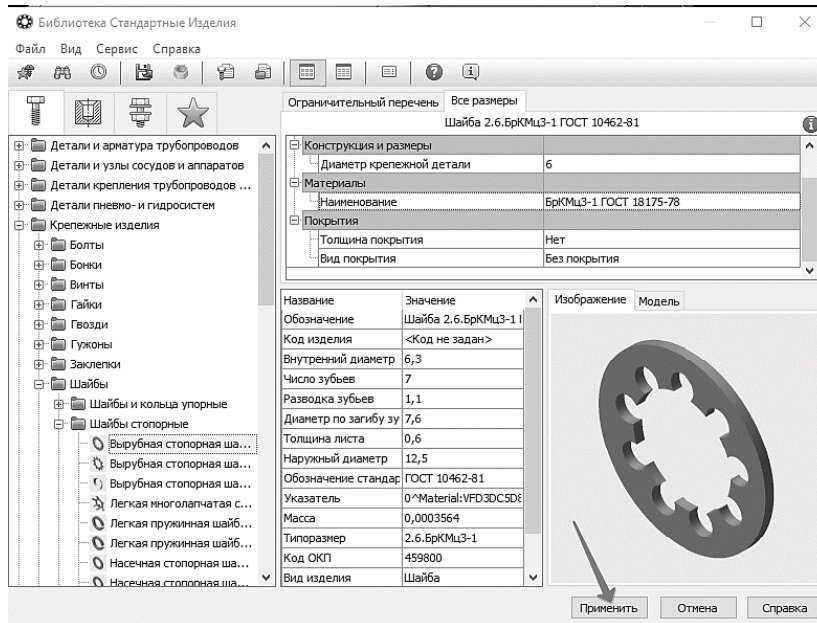 Библиотека Стандартные Изделия
Файл Вид Сервис Справка
Ограничительный перечень Все размеры
Шайба 2.6.БрКМц3-1 ГОСТ 10462-81
Детали и арматура трубопроводов
Детали и узлы сосудов и аппаратов
Детали крепления трубопроводов ...
Детали пневмо- и гидросистем
Крепежные изделия
Болты
Бонки
Винты
Гайки
Гвозди
Гужоны
Заклепки
Шайбы
Шайбы и кольца упорные
Шайбы стопорные
Вырубная стопорная ша...
Вырубная стопорная ша...
Вырубная стопорная ша...
Легкая многолапчатая с...
Легкая пружинная шайб...
Легкая пружинная шайб...
Насечная стопорная ша...
Насечная стопорная ша...
Конструкция и размеры
Диаметр крепежной детали 6
Материалы
Наименование БрКМц3-1 ГОСТ 18175-78
Покрытия
Толщина покрытия Нет
Вид покрытия Без покрытия
Название Значение
Обозначение Шайба 2.6.БрКМц3-1 Г
Код изделия <Код не задан>
Внутренний диаметр 6,3
Число зубьев 7
Разводка зубьев 1,1
Диаметр по загибу зу 7,6
Толщина листа 0,6
Наружный диаметр 12,5
Обозначение стандар ГОСТ 10462-81
Указатель 0^Material:VFD3DC5D8
Масса 0,0003564
Типоразмер 2.6.БрКМц3-1
Код ОКП 459800
Вид изделия Шайба
Изображение Модель
Применить Отмена Справка